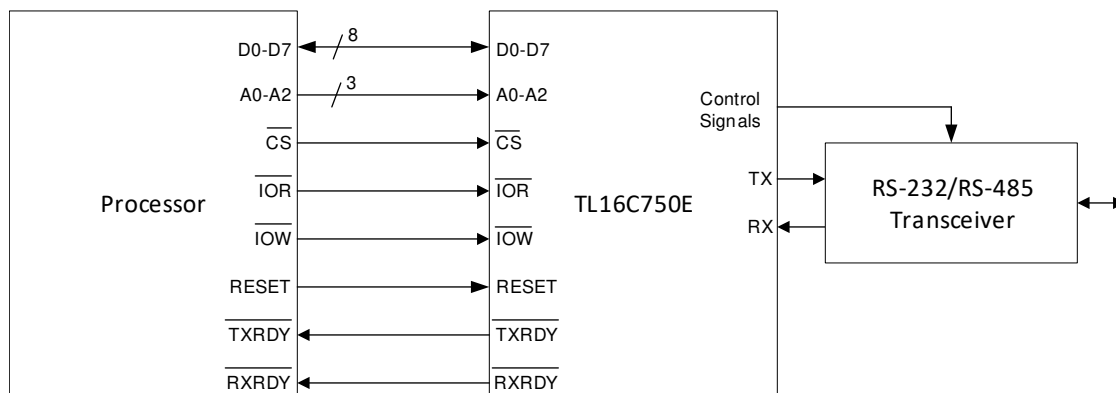 8
D0-D7 D0-D7
3
A0-A2 A0-A2
Control
Signals
CS CS
TX RS-232/RS-485
IOR IOR
Processor TL16C750E Transceiver
RX
IOW IOW
RESET RESET
TXRDY TXRDY
RXRDY RXRDY